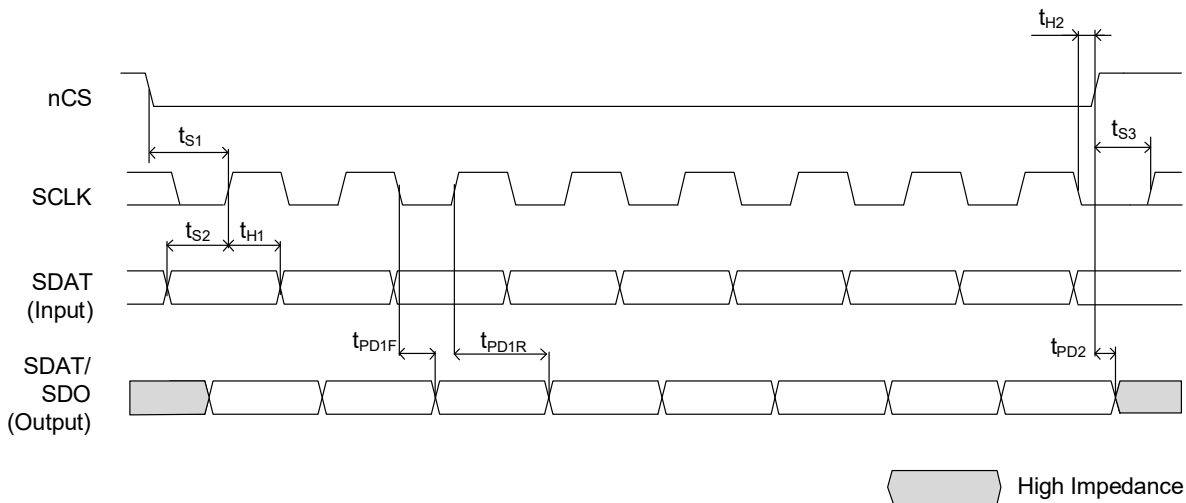 tH2
nCS
tS1
tS3
SCLK
tS2
tH1
SDAT
(Input)
tPD1F
tPD1R
tPD2
SDAT/
SDO
(Output)
High Impedance